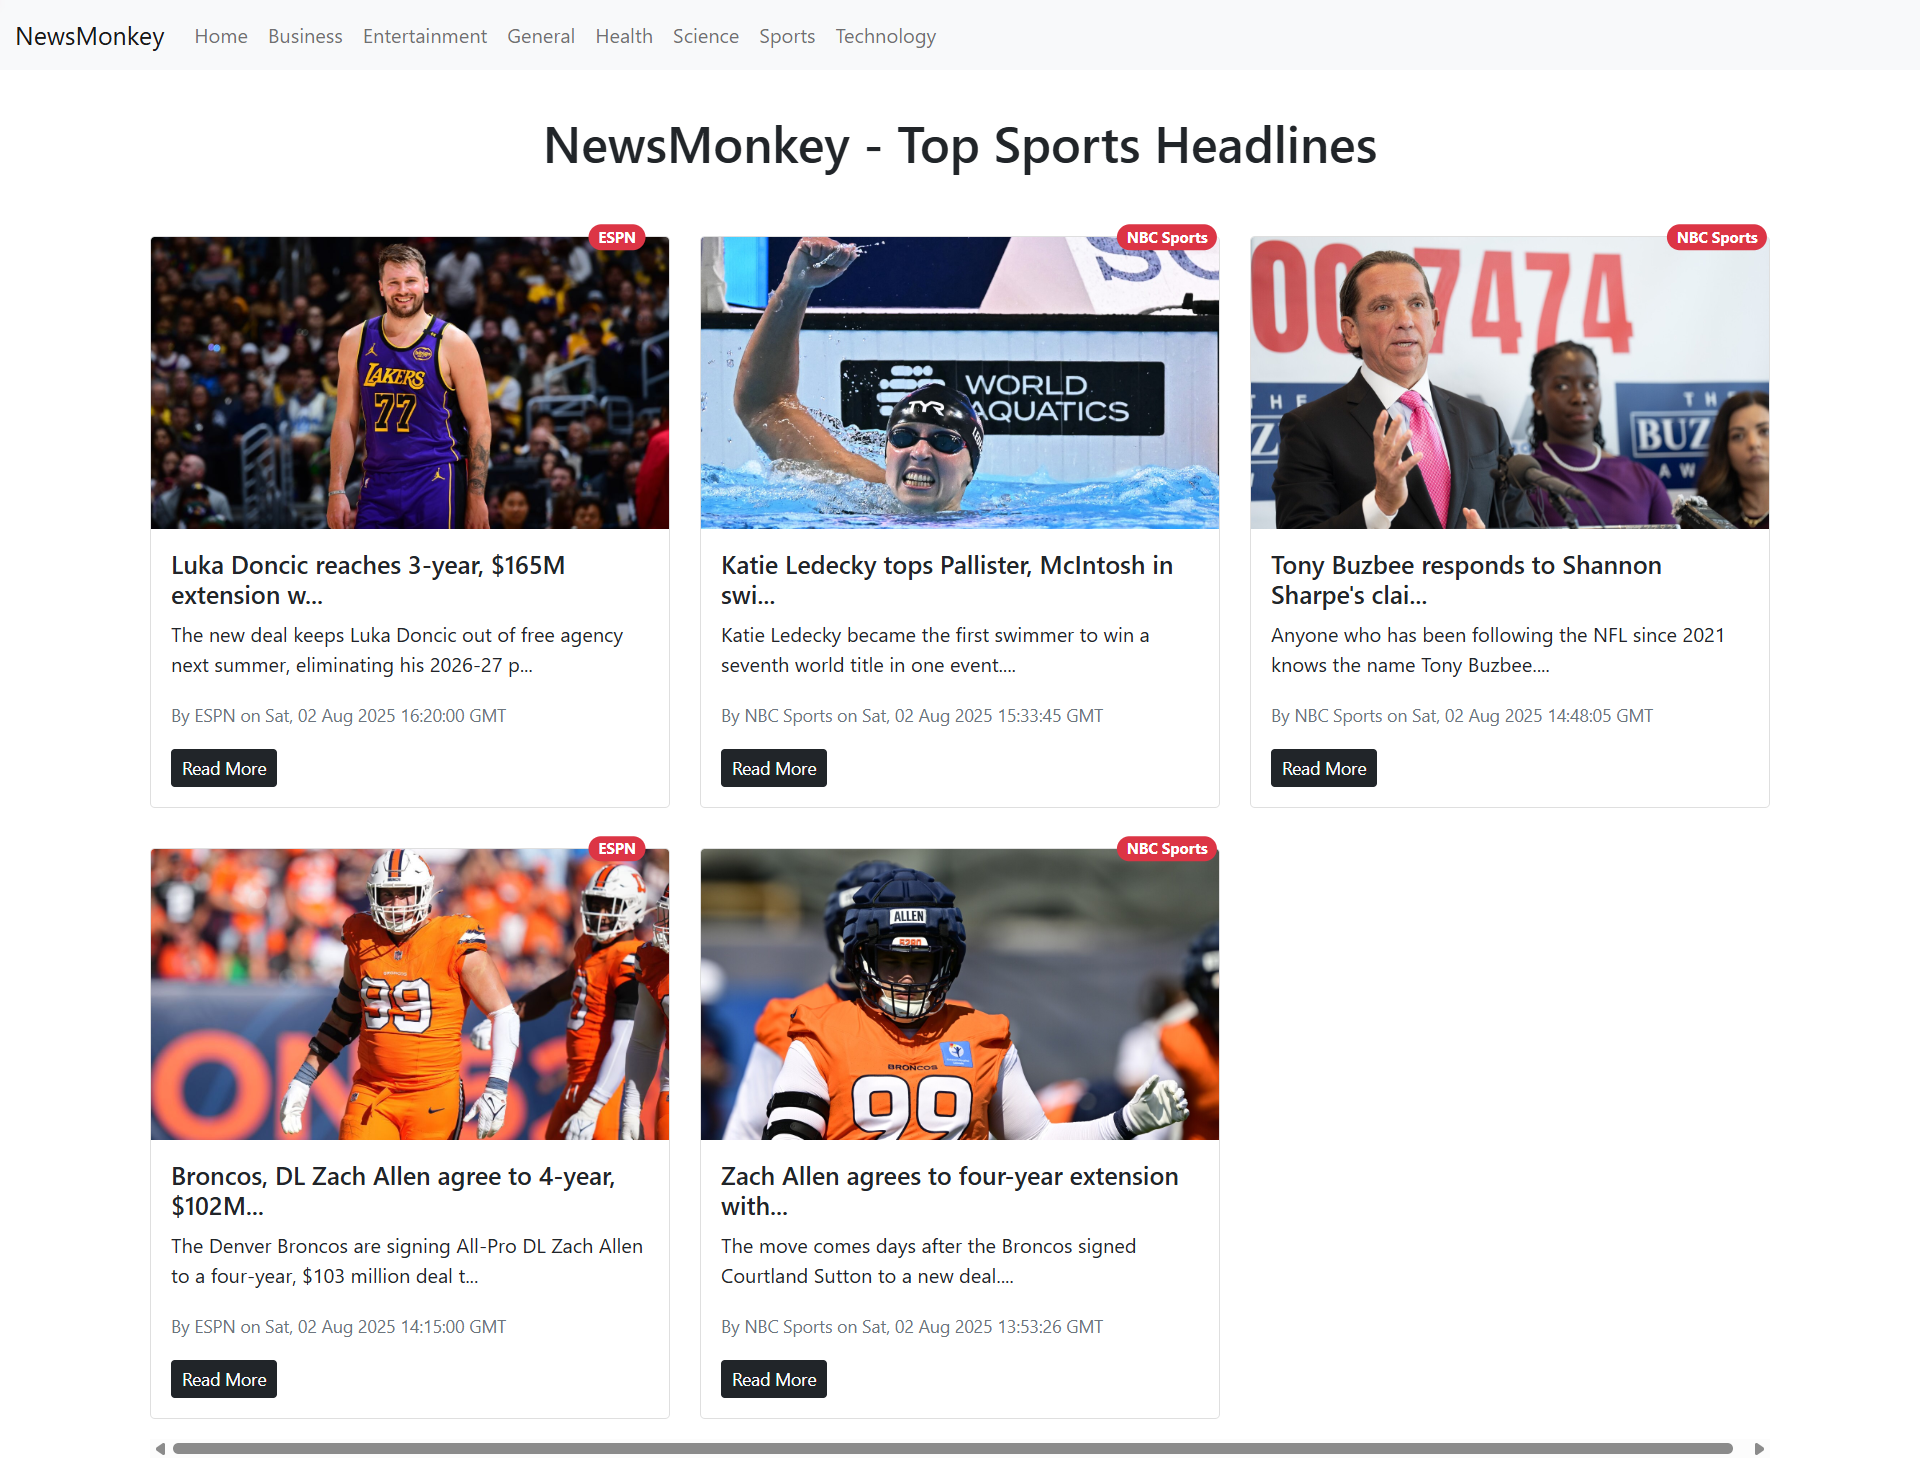 NewsMonkey Home Business Entertainment General Health Science Sports Technology
NewsMonkey - Top Sports Headlines
ESPN
LAKERS
77
Luka Doncic reaches 3-year, $165M
extension w...
The new deal keeps Luka Doncic out of free agency
next summer, eliminating his 2026-27 p...
By ESPN on Sat, 02 Aug 2025 16:20:00 GMT
Read More
NBC Sports
WORLD
AQUATICS
TYR
Katie Ledecky tops Pallister, McIntosh in
swi...
Katie Ledecky became the first swimmer to win a
seventh world title in one event....
By NBC Sports on Sat, 02 Aug 2025 15:33:45 GMT
Read More
NBC Sports
7474
THE
BUZ
Tony Buzbee responds to Shannon
Sharpe's clai...
Anyone who has been following the NFL since 2021
knows the name Tony Buzbee....
By NBC Sports on Sat, 02 Aug 2025 14:48:05 GMT
Read More
ESPN
BRONCOS
99
Broncos, DL Zach Allen agree to 4-year,
$102M...
The Denver Broncos are signing All-Pro DL Zach Allen
to a four-year, $103 million deal t...
By ESPN on Sat, 02 Aug 2025 14:15:00 GMT
Read More
NBC Sports
ALLEN
5280
BRONCOS
99
Zach Allen agrees to four-year extension
with...
The move comes days after the Broncos signed
Courtland Sutton to a new deal....
By NBC Sports on Sat, 02 Aug 2025 13:53:26 GMT
Read More